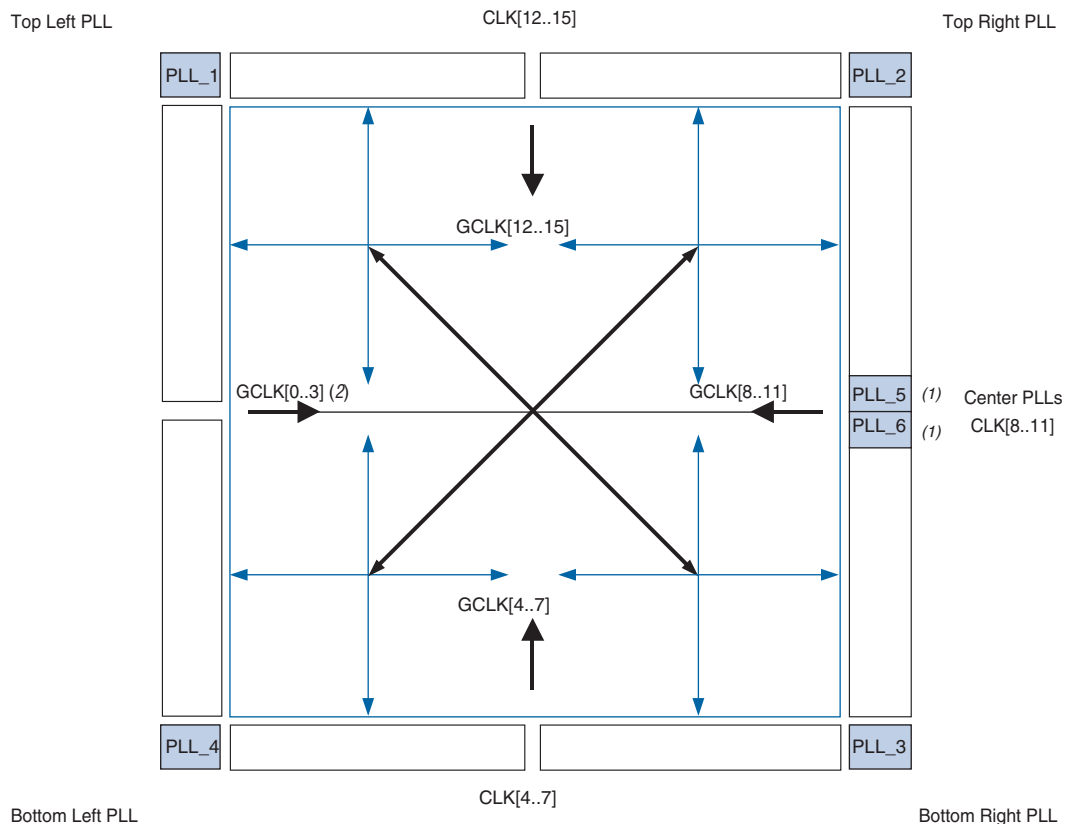 Top Left PLL
CLK[12..15]
Top Right PLL
PLL_1
PLL_2
GCLK[12..15]
GCLK[0..3] (2)
GCLK[8..11]
PLL_5
(1)
Center PLLs
PLL_6
(1)
CLK[8..11]
GCLK[4..7]
PLL_4
PLL_3
CLK[4..7]
Bottom Left PLL
Bottom Right PLL